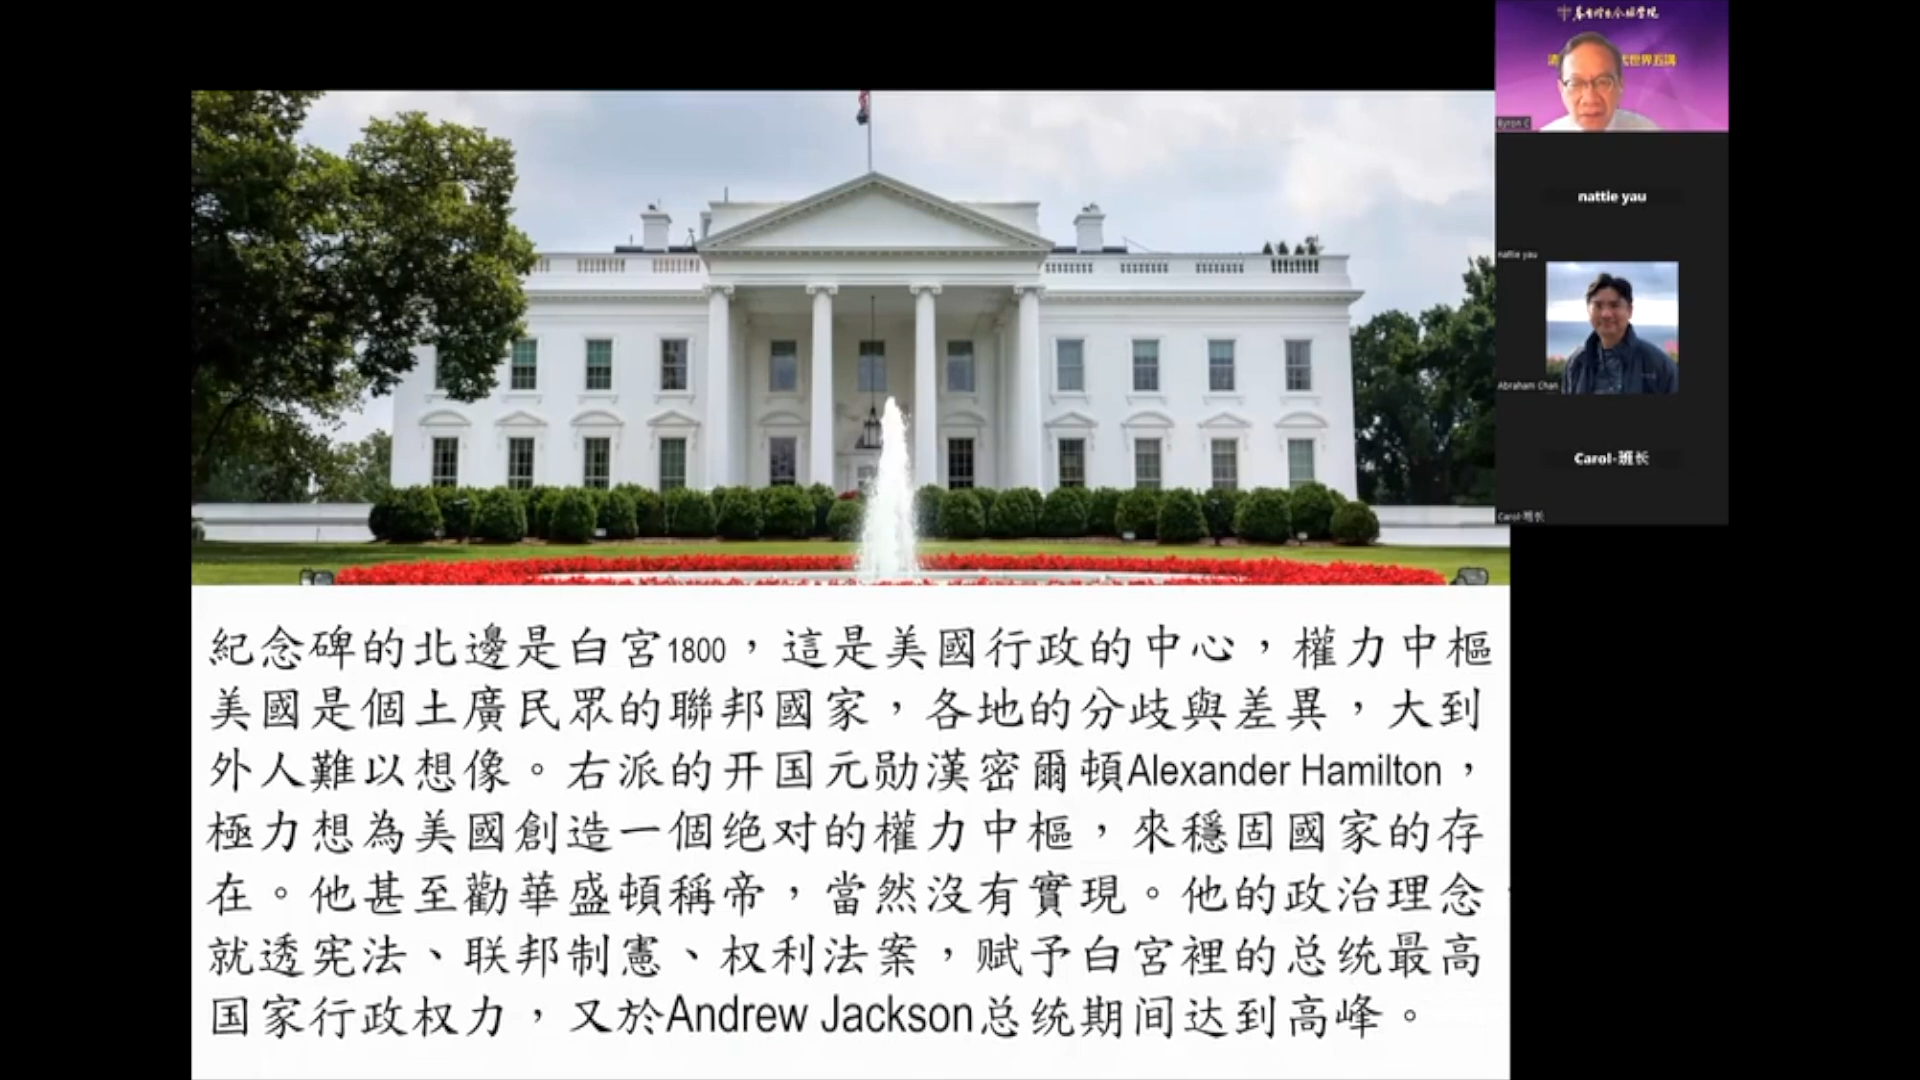 代世界五講
Byron C
nattie yau
nattie yau
Abraham Chan
Carol-班长
Carol-班长
紀念碑的北邊是白宮1800，這是美國行政的中心，權力中樞
美國是個土廣民眾的聯邦國家，各地的分歧與差異，大到
外人難以想像。右派的开国元勋漢密爾頓Alexander Hamilton，
極力想為美國創造一個绝对的權力中樞，來穩固國家的存
在。他甚至勸華盛頓稱帝，當然沒有實現。他的政治理念
就透宪法、联邦制憲、权利法案，赋予白宮裡的总统最高
国家行政权力，又於Andrew Jackson总统期间达到高峰。